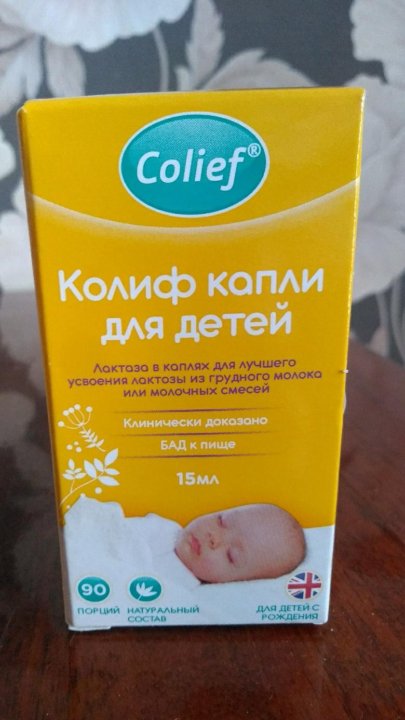 Colief®
Колиф капли
для детей
Лактаза в каплях для лучшего
усвоения лактозы из грудного молока
или молочных смесей
Клинически доказано
БАД к пище
15мл
90
ПОРЦИЙ
НАТУРАЛЬНЫЙ
СОСТАВ
ДЛЯ ДЕТЕЙ С
РОЖДЕНИЯ